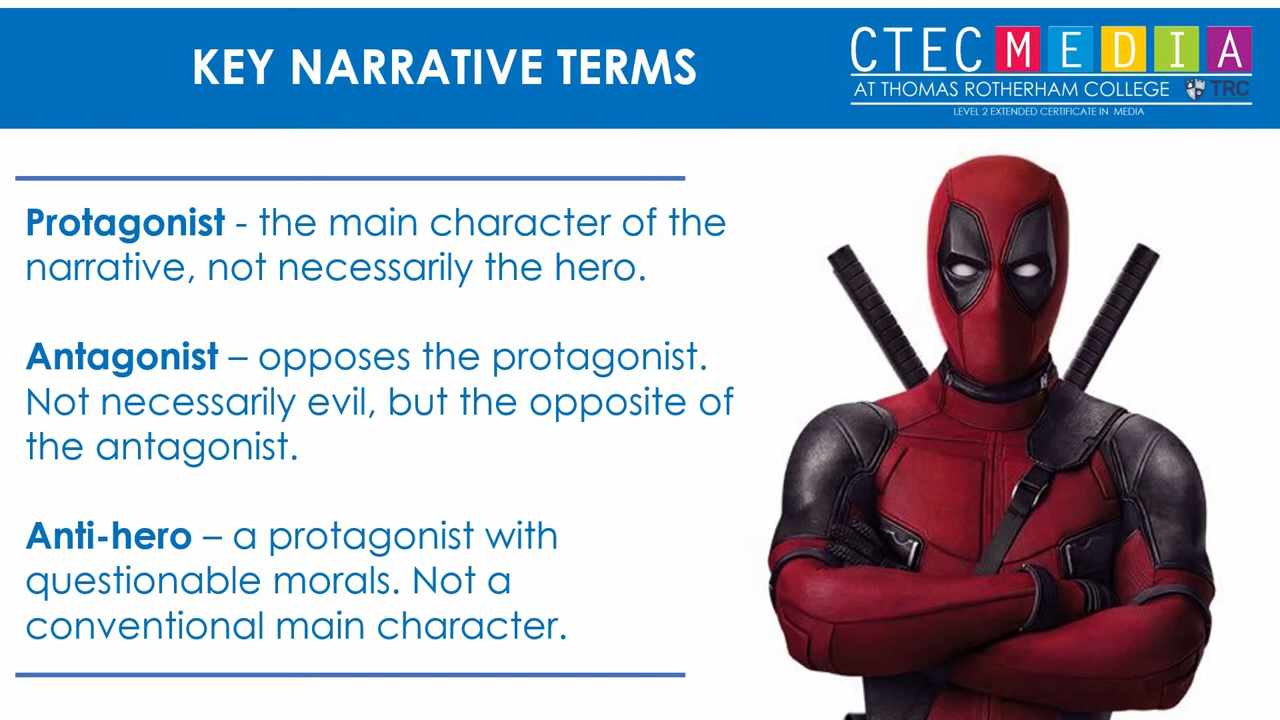 KEY NARRATIVE TERMS
CTEC MEDIA
AT THOMAS ROTHERHAM COLLEGE TRC
LEVEL 2 EXTENDED CERTIFICATE IN MEDIA
Protagonist - the main character of the
narrative, not necessarily the hero.
Antagonist – opposes the protagonist.
Not necessarily evil, but the opposite of
the antagonist.
Anti-hero – a protagonist with
questionable morals. Not a
conventional main character.